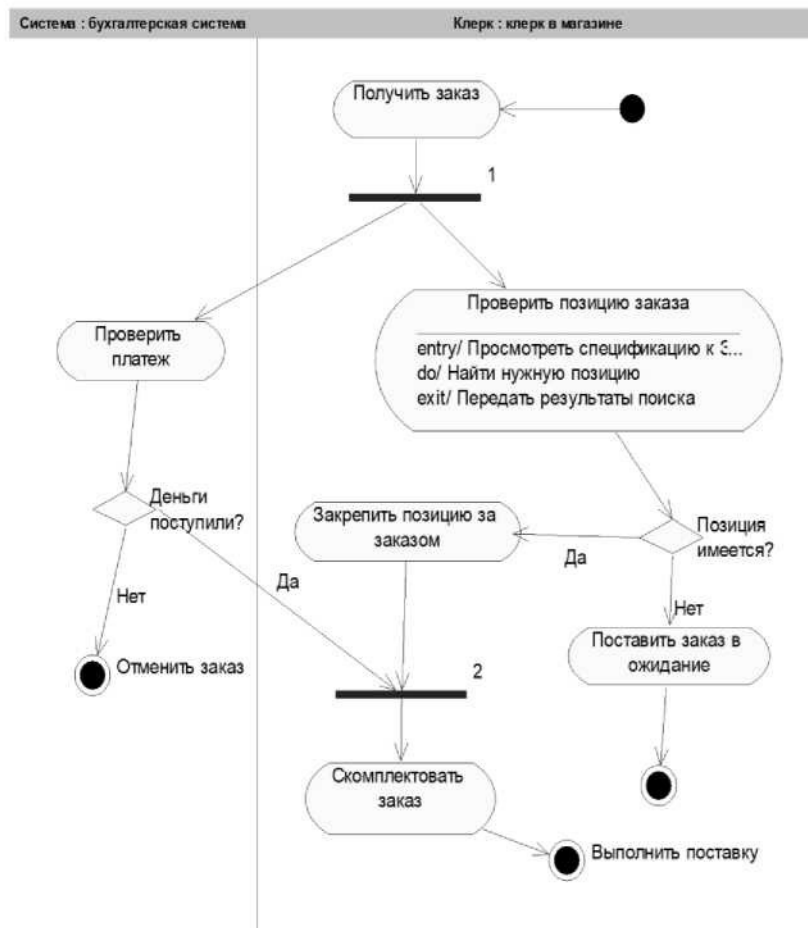 Система : бухгалтерская система
Клерк : клерк в магазине
Получить заказ
1
Проверить
платеж
Проверить позицию заказа
entry/ Просмотреть спецификацию к З...
do/ Найти нужную позицию
exit/ Передать результаты поиска
Деньги
поступили?
Закрепить позицию за
заказом
Позиция
имеется?
Да
Да
Нет
Нет
Поставить заказ в
ожидание
Отменить заказ
2
Скомплектовать
заказ
Выполнить поставку